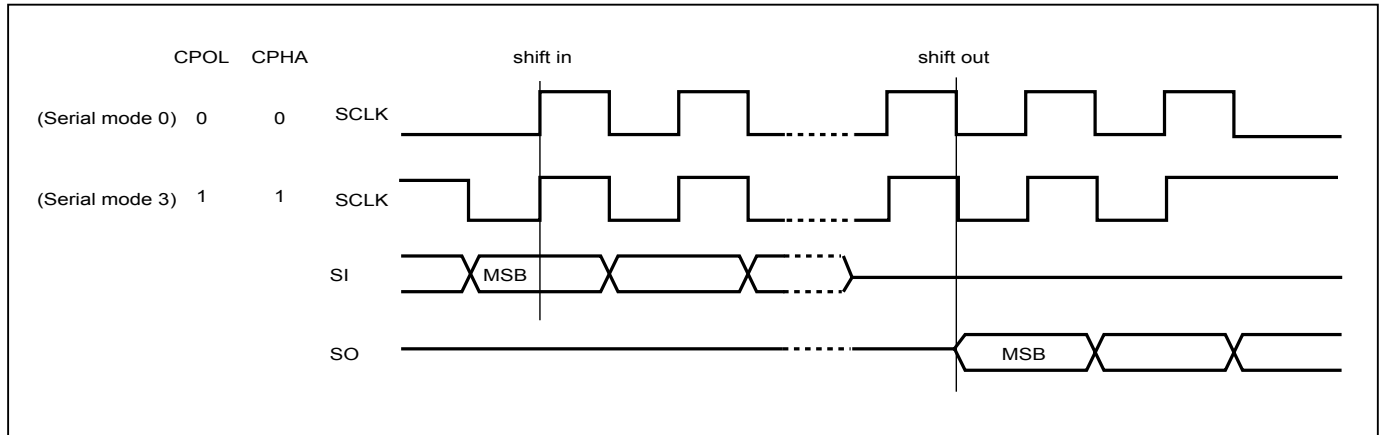 CPOL CPHA shift in shift out
(Serial mode 0) 0 0 SCLK
(Serial mode 3) 1 1 SCLK
SI MSB
SO MSB